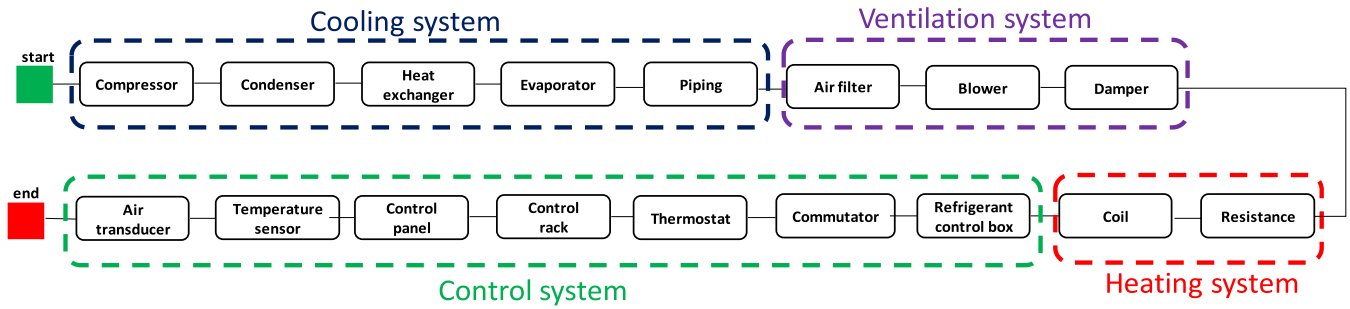 Cooling system
Ventilation system
start
Compressor
Condenser
Heat
exchanger
Evaporator
Piping
Air filter
Blower
Damper
end
Air
transducer
Temperature
sensor
Control
panel
Control
rack
Thermostat
Commutator
Refrigerant
control box
Coil
Resistance
Control system
Heating system